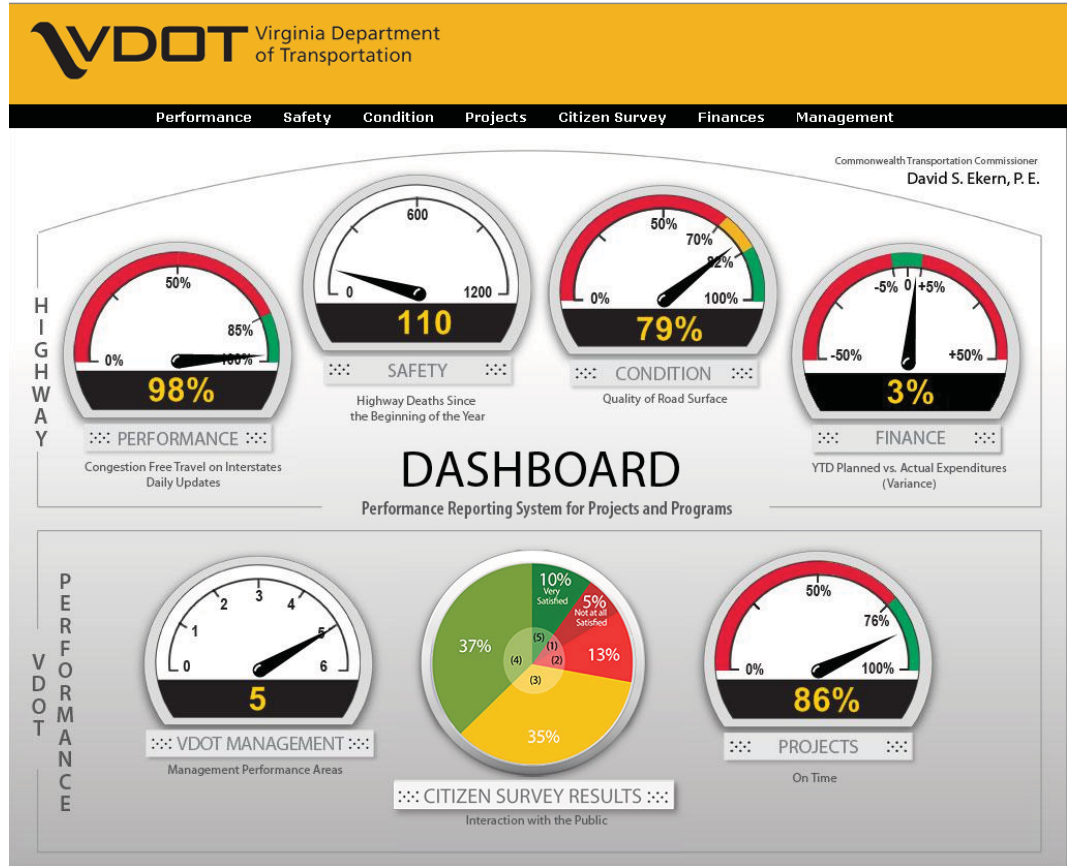 VDOT
Virginia Department
of Transportation
Performance Safety Condition Projects Citizen Survey Finances Management
Commonwealth Transportation Commissioner
David S. Ekern, P. E.
HIGHWAY
50%
85%
0%
100%
98%
PERFORMANCE
Congestion Free Travel on Interstates
Daily Updates
600
0
1200
110
SAFETY
Highway Deaths Since
the Beginning of the Year
50%
70%
82%
0%
100%
79%
CONDITION
Quality of Road Surface
-5% 0 +5%
-50%
+50%
3%
FINANCE
YTD Planned vs. Actual Expenditures
(Variance)
DASHBOARD
Performance Reporting System for Projects and Programs
VDOT
PERFORMANCE
0
1
2
3
4
5
6
5
VDOT MANAGEMENT
Management Performance Areas
10%
Very
Satisfied
5%
Not at all
Satisfied
13%
35%
37%
(5)
(1)
(2)
(3)
(4)
CITIZEN SURVEY RESULTS
Interaction with the Public
50%
76%
0%
100%
86%
PROJECTS
On Time